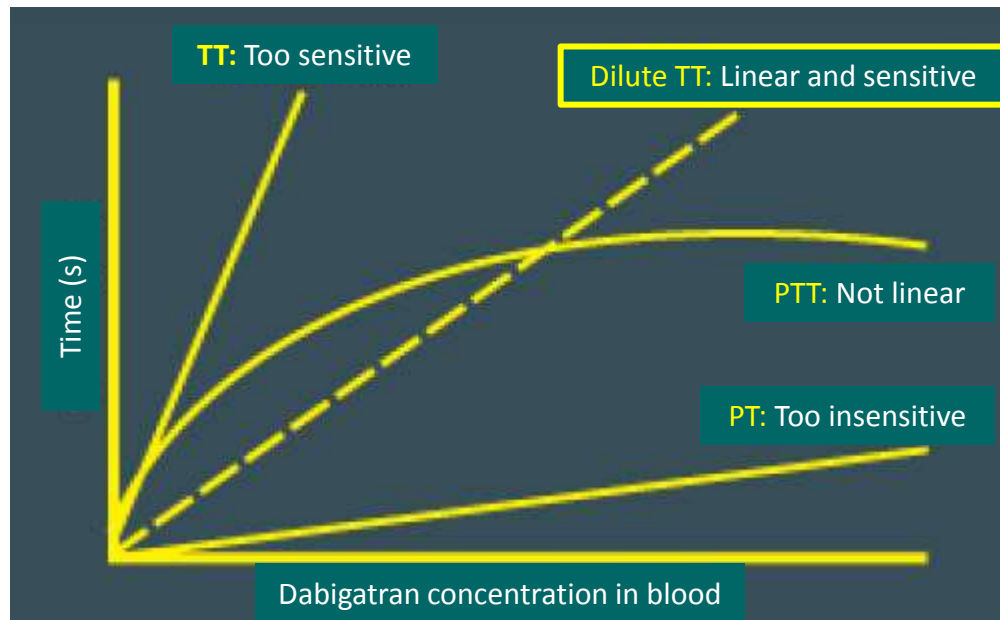 TT: Too sensitive
Dilute TT: Linear and sensitive
Time (s)
PTT: Not linear
PT: Too insensitive
Dabigatran concentration in blood